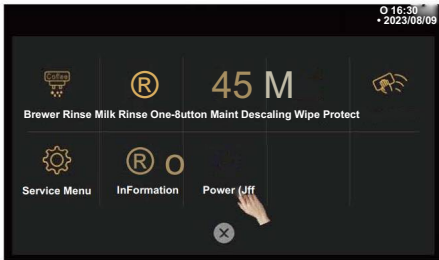 O 16:30
• 2023/08/09
Coffee
® 45 M
Brewer Rinse Milk Rinse One-8utton Maint Descaling Wipe Protect
® o
Service Menu InFormation Power (Jff